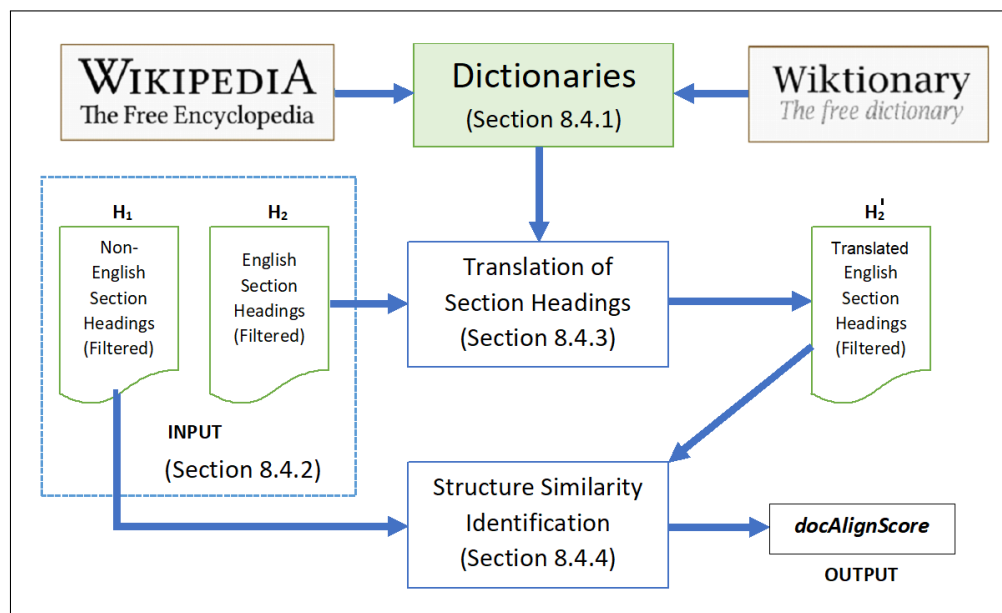 WIKIPEDIA
The Free Encyclopedia
Dictionaries
(Section 8.4.1)
Wiktionary
The free dictionary
H₁
Non-
English
Section
Headings
(Filtered)
H₂
English
Section
Headings
(Filtered)
INPUT
(Section 8.4.2)
Translation of
Section Headings
(Section 8.4.3)
H₂'
Translated
English
Section
Headings
(Filtered)
Structure Similarity
Identification
(Section 8.4.4)
docAlignScore
OUTPUT